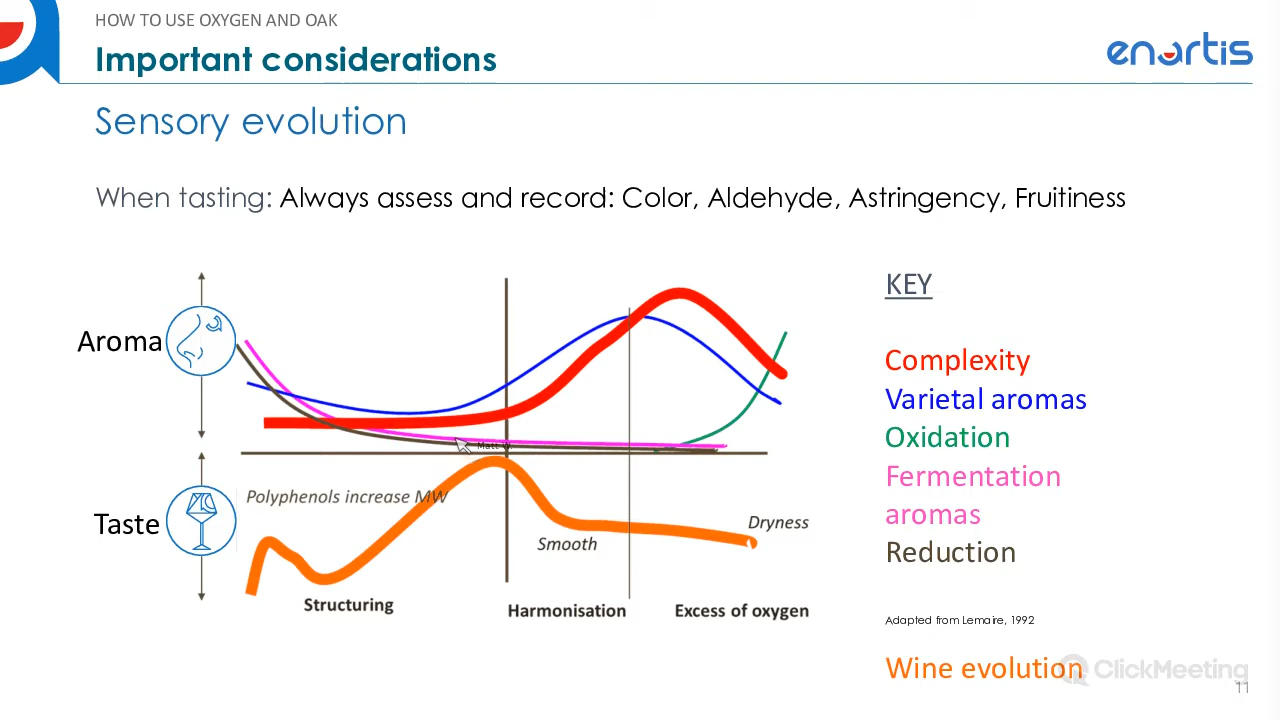 HOW TO USE OXYGEN AND OAK
Important considerations
enartis
Sensory evolution
When tasting: Always assess and record: Color, Aldehyde, Astringency, Fruitiness
Aroma
Matt W.
Polyphenols increase MW
Taste
Smooth
Dryness
Structuring
Harmonisation
Excess of oxygen
KEY
Complexity
Varietal aromas
Oxidation
Fermentation
aromas
Reduction
Adapted from Lemaire, 1992
Wine evolution
ClickMeeting
11